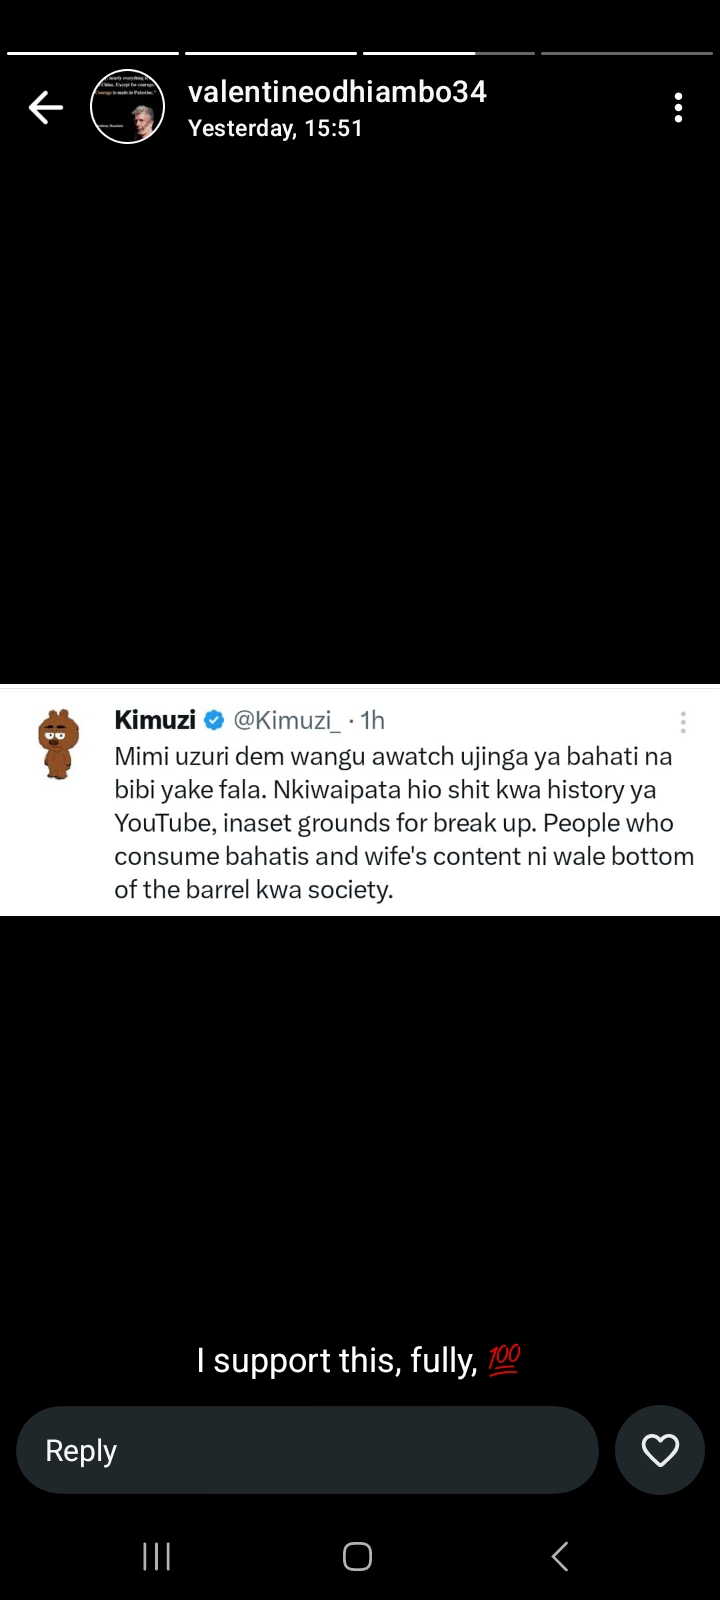 valentineodhiambo34
Yesterday, 15:51
Kimuzi @Kimuzi_ · 1h
Mimi uzuri dem wangu awatch ujinga ya bahati na
bibi yake fala. Nkiwaipata hio shit kwa history ya
YouTube, inaset grounds for break up. People who
consume bahatis and wife's content ni wale bottom
of the barrel kwa society.
I support this, fully, 💯
Reply